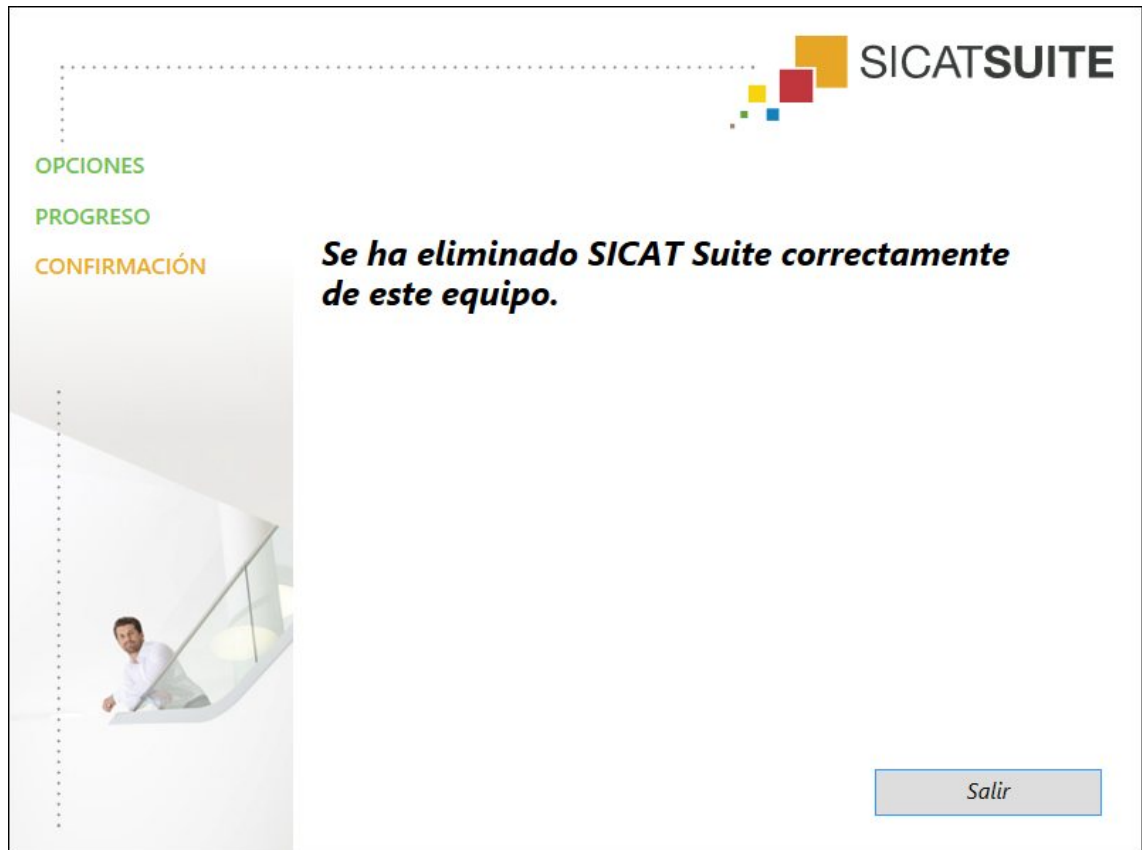 SICATSUITE
OPCIONES
PROGRESO
CONFIRMACIÓN
Se ha eliminado SICAT Suite correctamente
de este equipo.
Salir